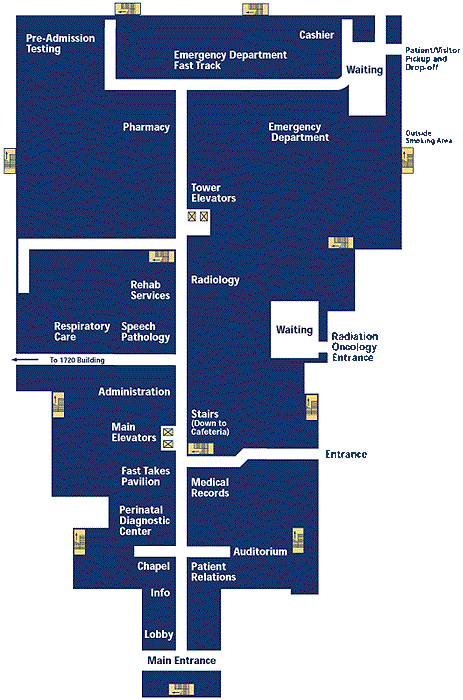 Cashier
Pre-Admission
Testing
Emergency Department
Fast Track
Patient/Visitor
Pickup and
Drop-off
Waiting
Pharmacy
Emergency
Department
Outside
Smoking Area
Tower
Elevators
Radiology
Rehab
Services
Respiratory
Care
Speech
Pathology
Waiting
Radiation
Oncology
Entrance
To 1720 Building
Administration
Stairs
(Down to
Cafeteria)
Main
Elevators
Entrance
Fast Takes
Pavilion
Medical
Records
Perinatal
Diagnostic
Center
Auditorium
Chapel
Patient
Relations
Info
Lobby
Main Entrance